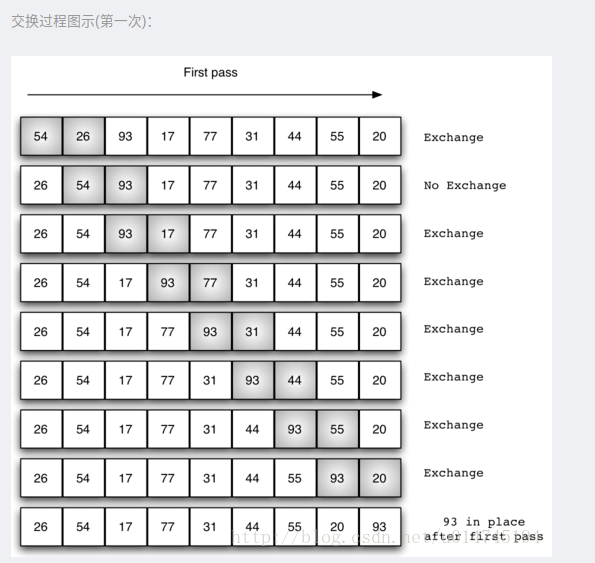 交换过程图示(第一次)：
First pass
54 26 93 17 77 31 44 55 20 Exchange
26 54 93 17 77 31 44 55 20 No Exchange
26 54 93 17 77 31 44 55 20 Exchange
26 54 17 93 77 31 44 55 20 Exchange
26 54 17 77 93 31 44 55 20 Exchange
26 54 17 77 31 93 44 55 20 Exchange
26 54 17 77 31 44 93 55 20 Exchange
26 54 17 77 31 44 55 93 20 Exchange
26 54 17 77 31 44 55 20 93 93 in place
after first pass